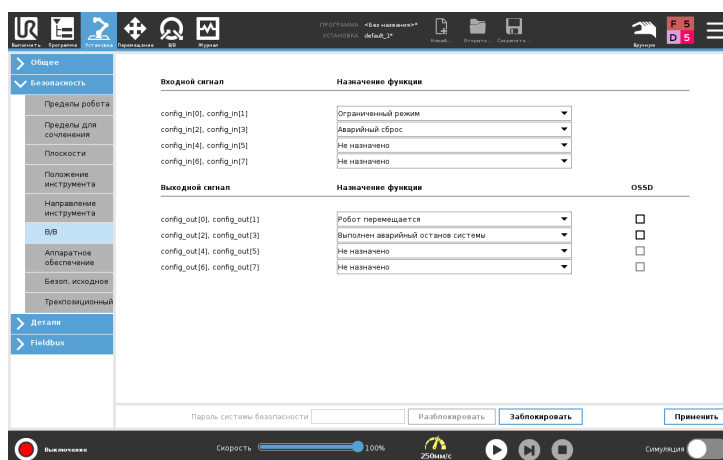 UR
ПРОГРАММА <без названия>*
УСТАНОВКА default_1*
Выполнить Программа Установка Перемещение В/В Журнал
Новый... Открыть... Сохранить...
Вручную
F 5
D 5
Общее
Безопасность
Пределы робота
Пределы для
сочленения
Плоскости
Положение
инструмента
Направление
инструмента
В/В
Аппаратное
обеспечение
Безоп. исходное
Трехпозиционный
Детали
Fieldbus
Входной сигнал Назначение функции
config_in[0], config_in[1] Ограниченный режим
config_in[2], config_in[3] Аварийный сброс
config_in[4], config_in[5] Не назначено
config_in[6], config_in[7] Не назначено
Выходной сигнал Назначение функции OSSD
config_out[0], config_out[1] Робот перемещается
config_out[2], config_out[3] Выполнен аварийный останов системы
config_out[4], config_out[5] Не назначено
config_out[6], config_out[7] Не назначено
Пароль системы безопасности Разблокировать Заблокировать Применить
Выключение
Скорость 100%
250мм/с
Симуляция